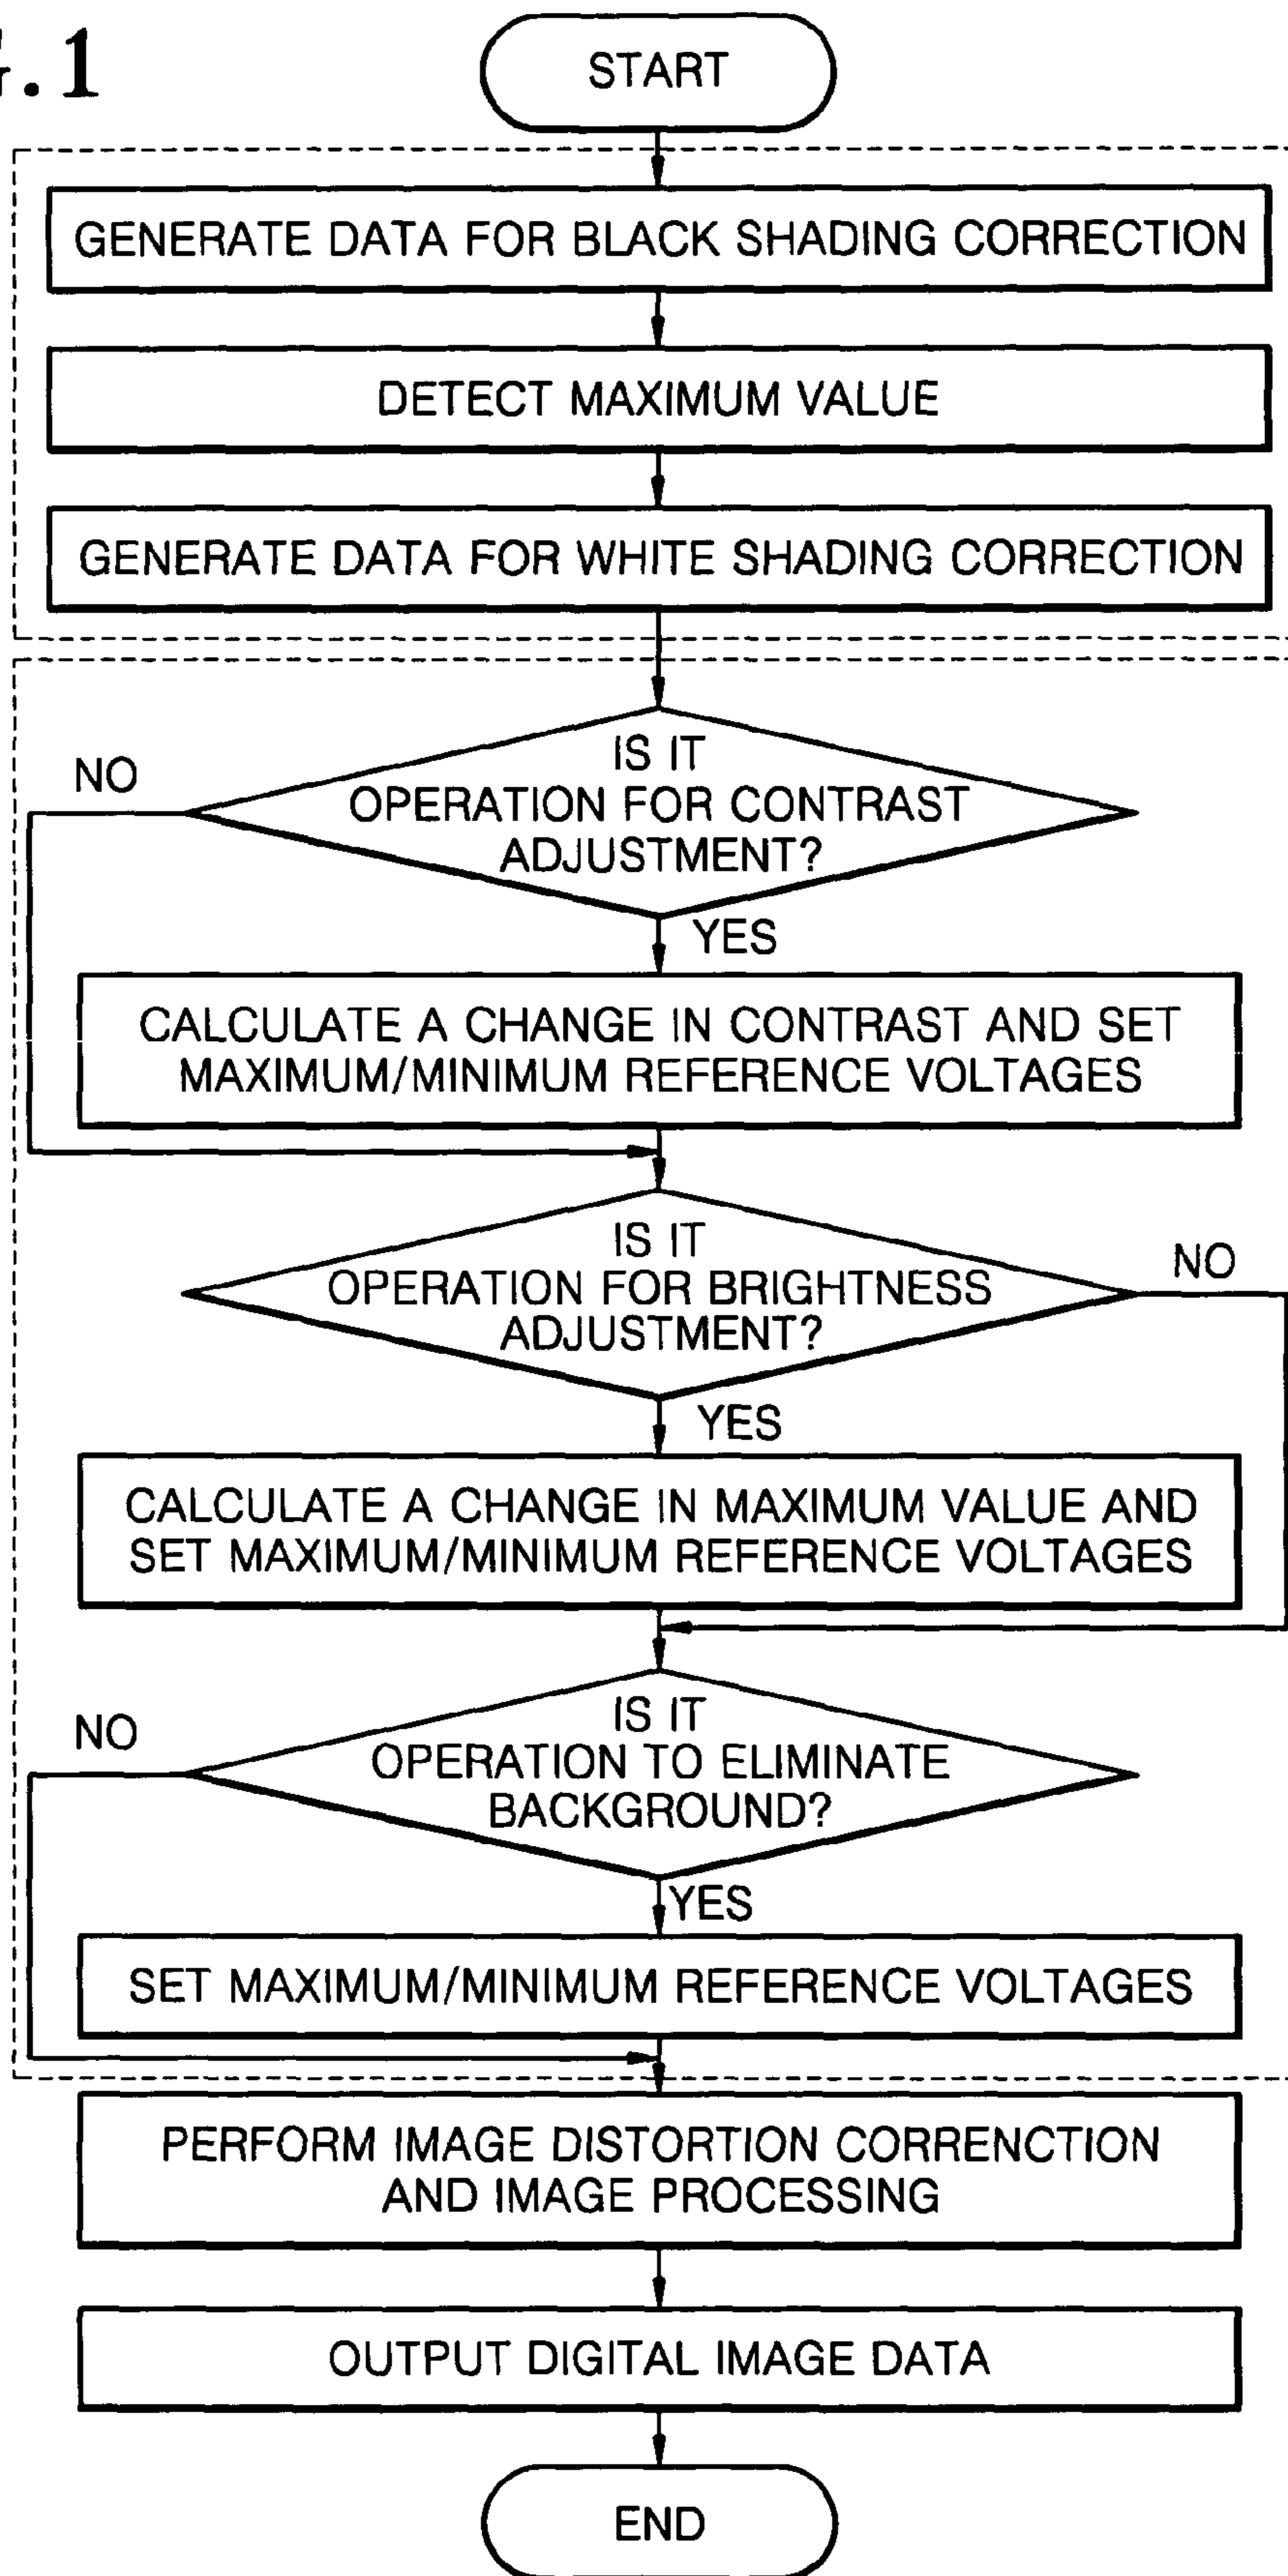 .1
START
GENERATE DATA FOR BLACK SHADING CORRECTION
DETECT MAXIMUM VALUE
GENERATE DATA FOR WHITE SHADING CORRECTION
NO
IS IT
OPERATION FOR CONTRAST
ADJUSTMENT?
YES
CALCULATE A CHANGE IN CONTRAST AND SET
MAXIMUM/MINIMUM REFERENCE VOLTAGES
IS IT
OPERATION FOR BRIGHTNESS
ADJUSTMENT?
NO
YES
CALCULATE A CHANGE IN MAXIMUM VALUE AND
SET MAXIMUM/MINIMUM REFERENCE VOLTAGES
NO
IS IT
OPERATION TO ELIMINATE
BACKGROUND?
YES
SET MAXIMUM/MINIMUM REFERENCE VOLTAGES
PERFORM IMAGE DISTORTION CORRENCTION
AND IMAGE PROCESSING
OUTPUT DIGITAL IMAGE DATA
END